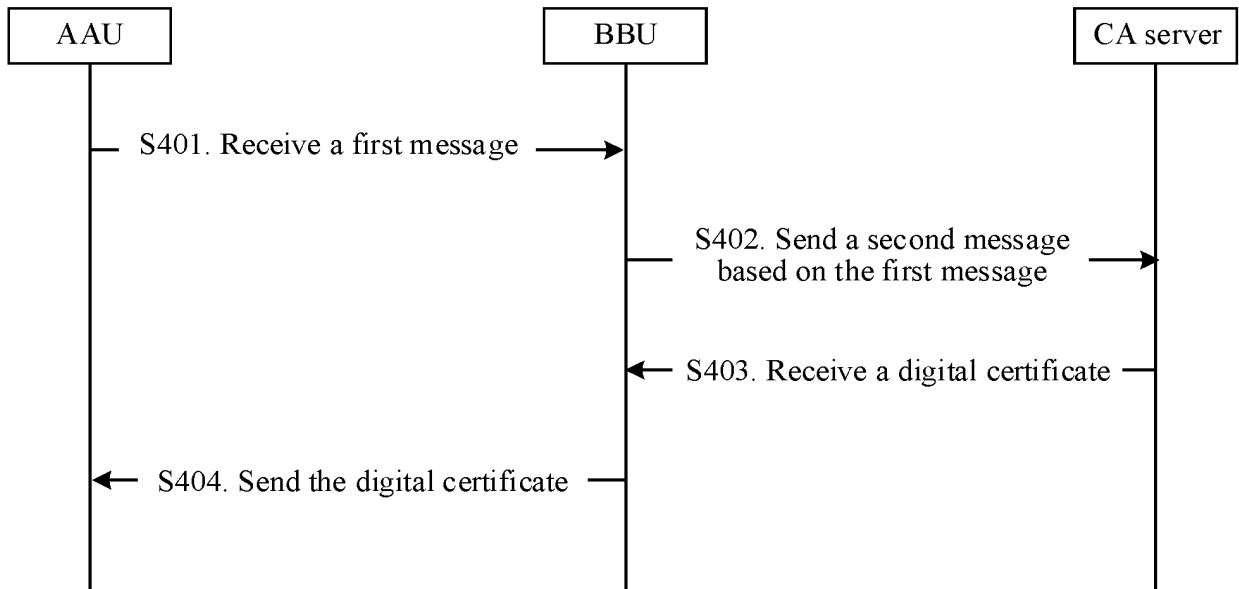 AAU
BBU
CA server
S401. Receive a first message
S402. Send a second message
based on the first message
S403. Receive a digital certificate
S404. Send the digital certificate